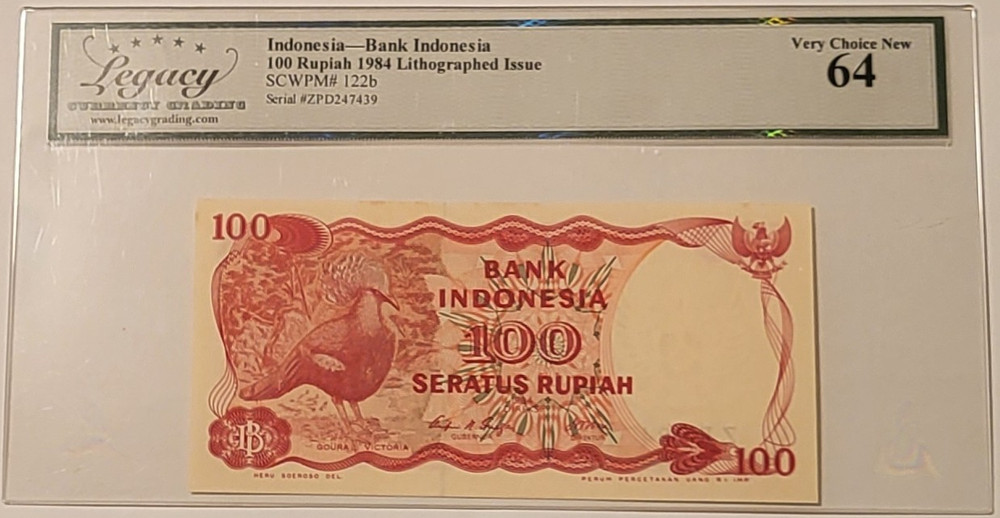 Legacy
CURRENCY GRADING
www.legacygrading.com
Indonesia—Bank Indonesia
100 Rupiah 1984 Lithographed Issue
SCWPM# 122b
Serial #ZPD247439
Very Choice New
64
100
BANK
INDONESIA
100
SERATUS RUPIAH
GUBERNUR
DIREKTUR
GOURA VICTORIA
BI
100
HERU SOEROSO DEL.
PERUM PERCETAKAN UANG R.I. IMP.